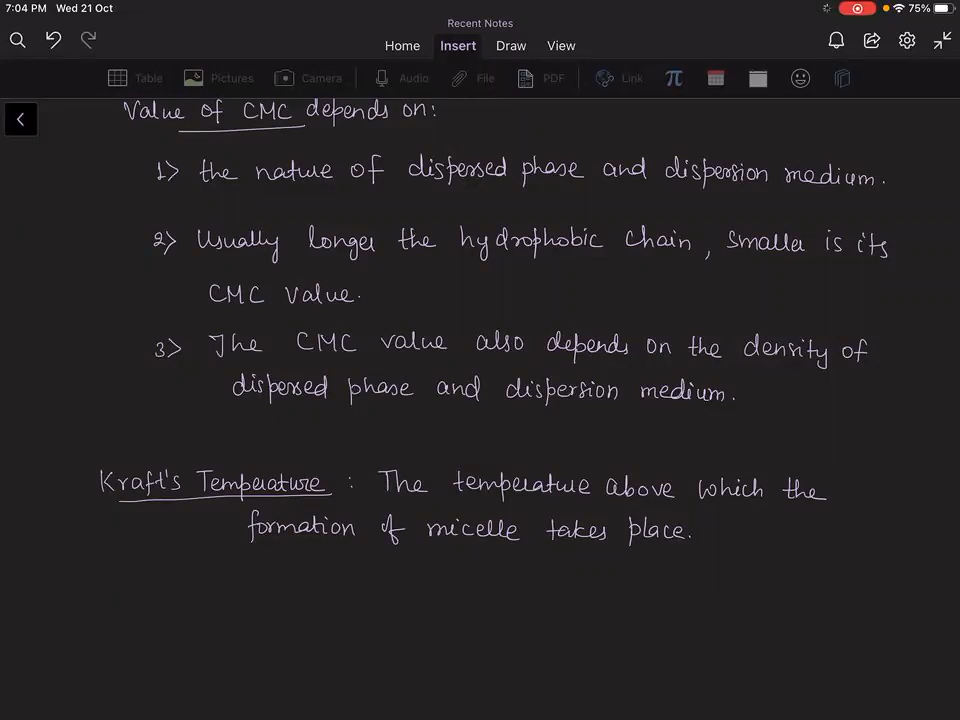 7:04 PM Wed 21 Oct
75%
Recent Notes
Home Insert Draw View
Table Pictures Camera Audio File PDF Link
Value of CMC depends on:
1> the nature of dispersed phase and dispersion medium.
2> Usually longer the hydrophobic chain, smaller is its
CMC value.
3> The CMC value also depends on the density of
dispersed phase and dispersion medium.
Kraft's Temperature : The temperature above which the
formation of micelle takes place.